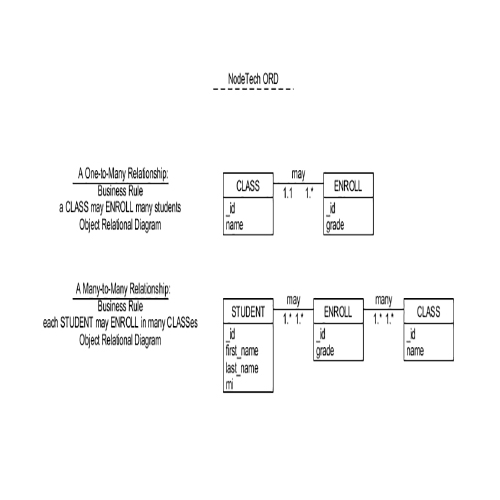 NodeTech ORD
A One-to-Many Relationship:
Business Rule
a CLASS may ENROLL many students
Object Relational Diagram
CLASS
_id
name
may
1..1 1..*
ENROLL
_id
grade
A Many-to-Many Relationship:
Business Rule
each STUDENT may ENROLL in many CLASSes
Object Relational Diagram
STUDENT
_id
first_name
last_name
mi
may
1..* 1..*
ENROLL
_id
grade
many
1..* 1..*
CLASS
_id
name